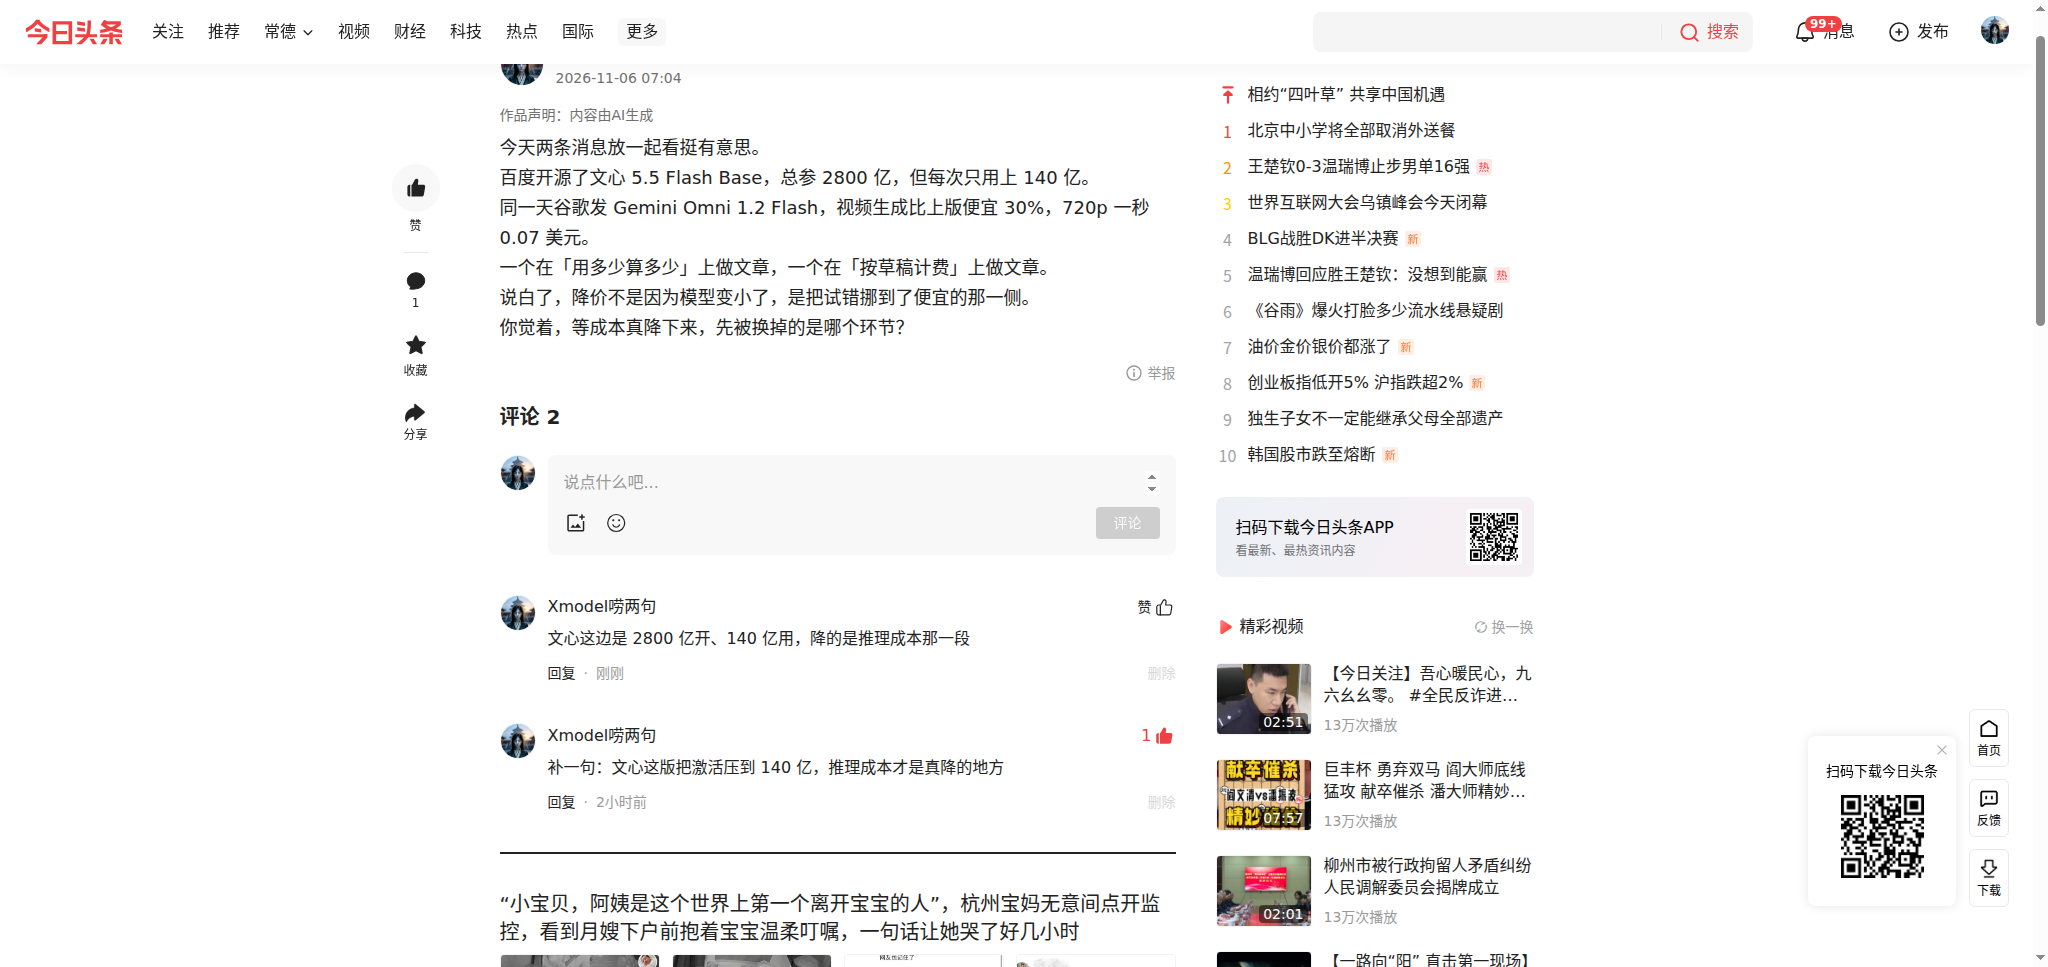 今日头条
关注 推荐 常德 视频 财经 科技 热点 国际 更多
搜索
99+
消息
发布
2026-11-06 07:04
作品声明：内容由AI生成
今天两条消息放一起看挺有意思。
百度开源了文心 5.5 Flash Base，总参 2800 亿，但每次只用上 140 亿。
同一天谷歌发 Gemini Omni 1.2 Flash，视频生成比上版便宜 30%，720p 一秒
0.07 美元。
一个在「用多少算多少」上做文章，一个在「按草稿计费」上做文章。
说白了，降价不是因为模型变小了，是把试错挪到了便宜的那一侧。
你觉着，等成本真降下来，先被换掉的是哪个环节？
赞
1
收藏
分享
举报
评论 2
说点什么吧...
评论
Xmodel唠两句
赞
文心这边是 2800 亿开、140 亿用，降的是推理成本那一段
回复 · 刚刚
删除
Xmodel唠两句
1
补一句：文心这版把激活压到 140 亿，推理成本才是真降的地方
回复 · 2小时前
删除
“小宝贝，阿姨是这个世界上第一个离开宝宝的人”，杭州宝妈无意间点开监
控，看到月嫂下户前抱着宝宝温柔叮嘱，一句话让她哭了好几小时
网友也记住了
相约“四叶草” 共享中国机遇
1 北京中小学将全部取消外送餐
2 王楚钦0-3温瑞博止步男单16强 热
3 世界互联网大会乌镇峰会今天闭幕
4 BLG战胜DK进半决赛 新
5 温瑞博回应胜王楚钦：没想到能赢 热
6 《谷雨》爆火打脸多少流水线悬疑剧
7 油价金价银价都涨了 新
8 创业板指低开5% 沪指跌超2% 新
9 独生子女不一定能继承父母全部遗产
10 韩国股市跌至熔断 新
扫码下载今日头条APP
看最新、最热资讯内容
精彩视频
换一换
02:51
【今日关注】吾心暖民心，九
六幺幺零。 #全民反诈进...
13万次播放
献卒催杀
阎文清vs潘振波
精妙
07:57
巨丰杯 勇弃双马 阎大师底线
猛攻 献卒催杀 潘大师精妙...
13万次播放
02:01
柳州市被行政拘留人矛盾纠纷
人民调解委员会揭牌成立
13万次播放
【一路向“阳” 直击第一现场】
扫码下载今日头条
首页
反馈
下载